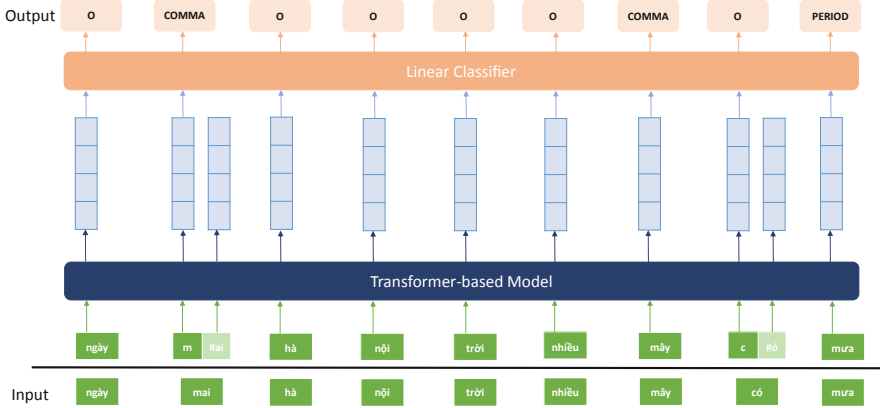 Output O COMMA O O O O COMMA O PERIOD
Linear Classifier
Transformer-based Model
ngày m #ai hà nội trời nhiều mây c #ó mưa
Input ngày mai hà nội trời nhiều mây có mưa